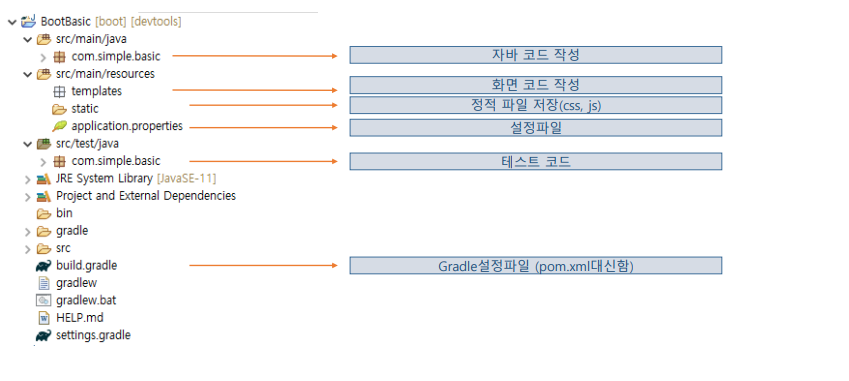 BootBasic [boot] [devtools]
src/main/java
com.simple.basic 자바 코드 작성
src/main/resources
templates 화면 코드 작성
static 정적 파일 저장(css, js)
application.properties 설정파일
src/test/java
com.simple.basic 테스트 코드
JRE System Library [JavaSE-11]
Project and External Dependencies
bin
gradle
src
build.gradle Gradle설정파일 (pom.xml대신함)
gradlew
gradlew.bat
HELP.md
settings.gradle